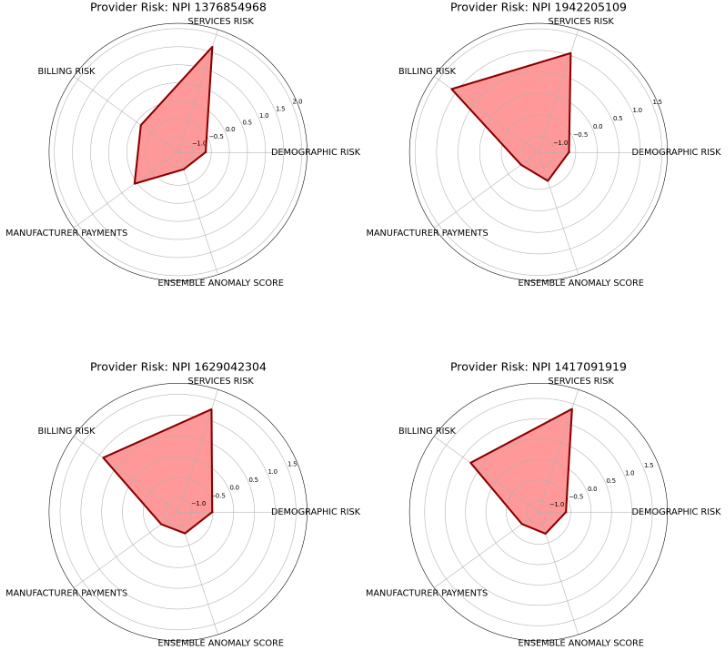 Provider Risk: NPI 1376854968
SERVICES RISK
BILLING RISK
2.0
1.5
1.0
0.5
0.0
−0.5
−1.0
DEMOGRAPHIC RISK
MANUFACTURER PAYMENTS
ENSEMBLE ANOMALY SCORE
Provider Risk: NPI 1942205109
SERVICES RISK
BILLING RISK
1.5
1.0
0.5
0.0
−0.5
−1.0
DEMOGRAPHIC RISK
MANUFACTURER PAYMENTS
ENSEMBLE ANOMALY SCORE
Provider Risk: NPI 1629042304
SERVICES RISK
BILLING RISK
1.5
1.0
0.5
0.0
−0.5
−1.0
DEMOGRAPHIC RISK
MANUFACTURER PAYMENTS
ENSEMBLE ANOMALY SCORE
Provider Risk: NPI 1417091919
SERVICES RISK
BILLING RISK
1.5
1.0
0.5
0.0
−0.5
−1.0
DEMOGRAPHIC RISK
MANUFACTURER PAYMENTS
ENSEMBLE ANOMALY SCORE